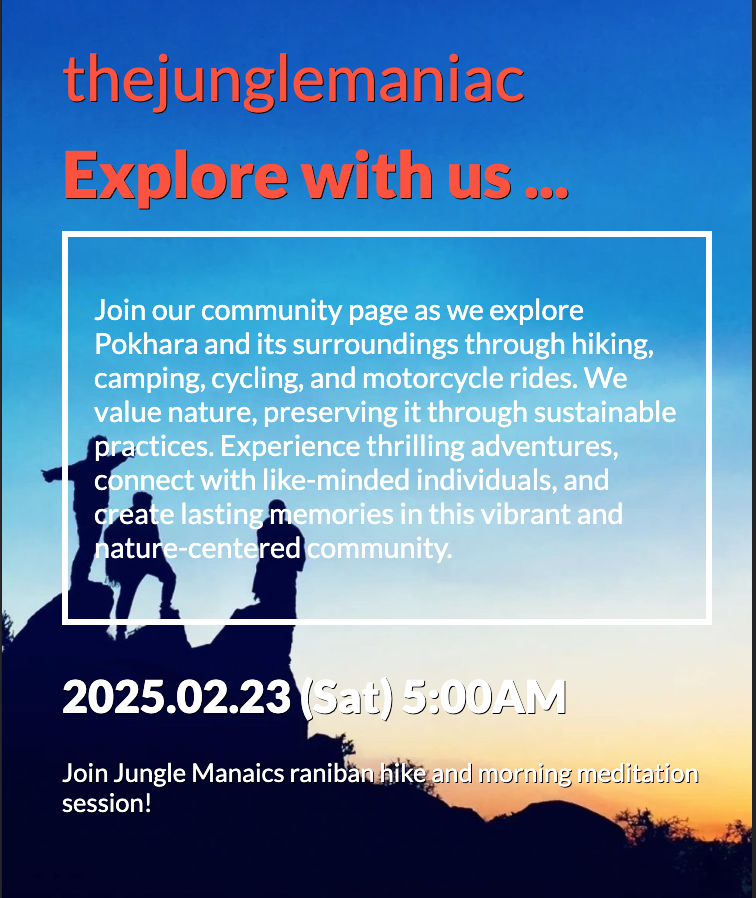 thejunglemaniac
Explore with us ...
Join our community page as we explore
Pokhara and its surroundings through hiking,
camping, cycling, and motorcycle rides. We
value nature, preserving it through sustainable
practices. Experience thrilling adventures,
connect with like-minded individuals, and
create lasting memories in this vibrant and
nature-centered community.
2025.02.23 (Sat) 5:00AM
Join Jungle Manaics raniban hike and morning meditation
session!